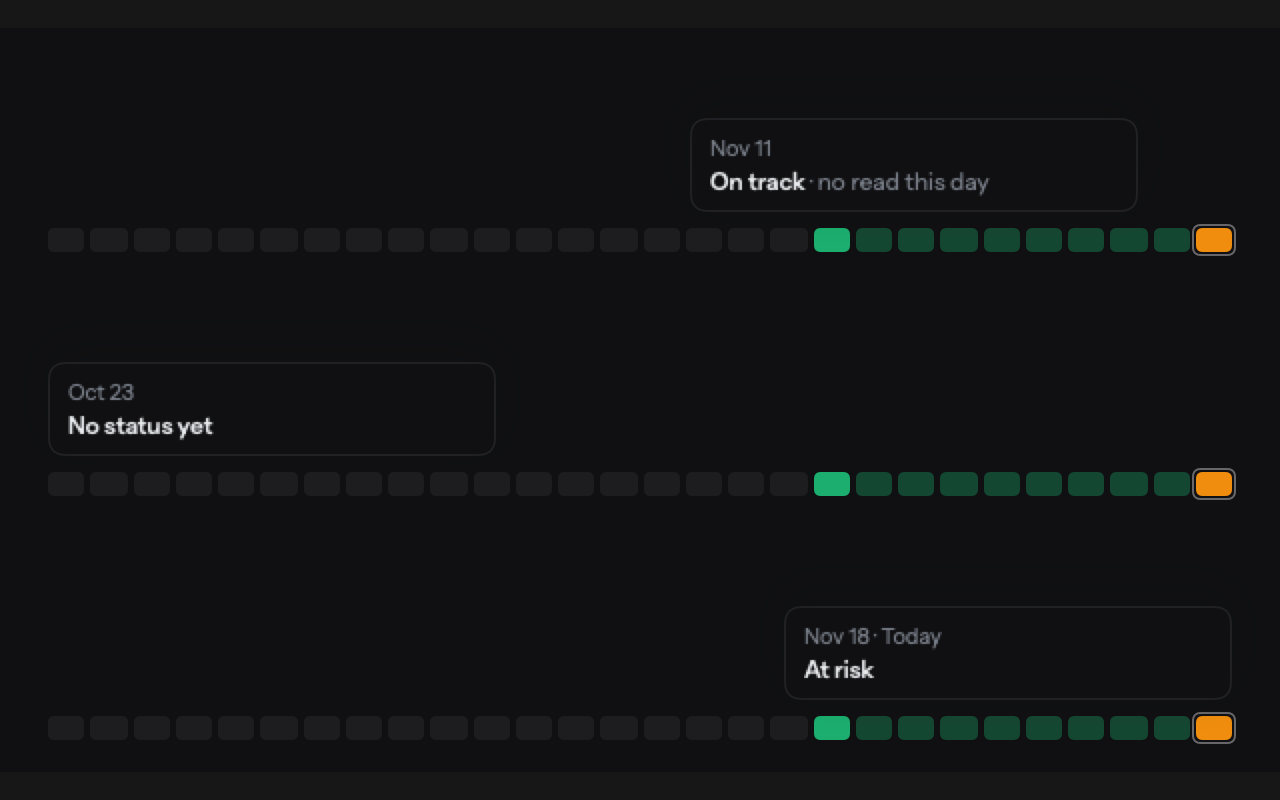 Nov 11
On track · no read this day
Oct 23
No status yet
Nov 18 · Today
At risk